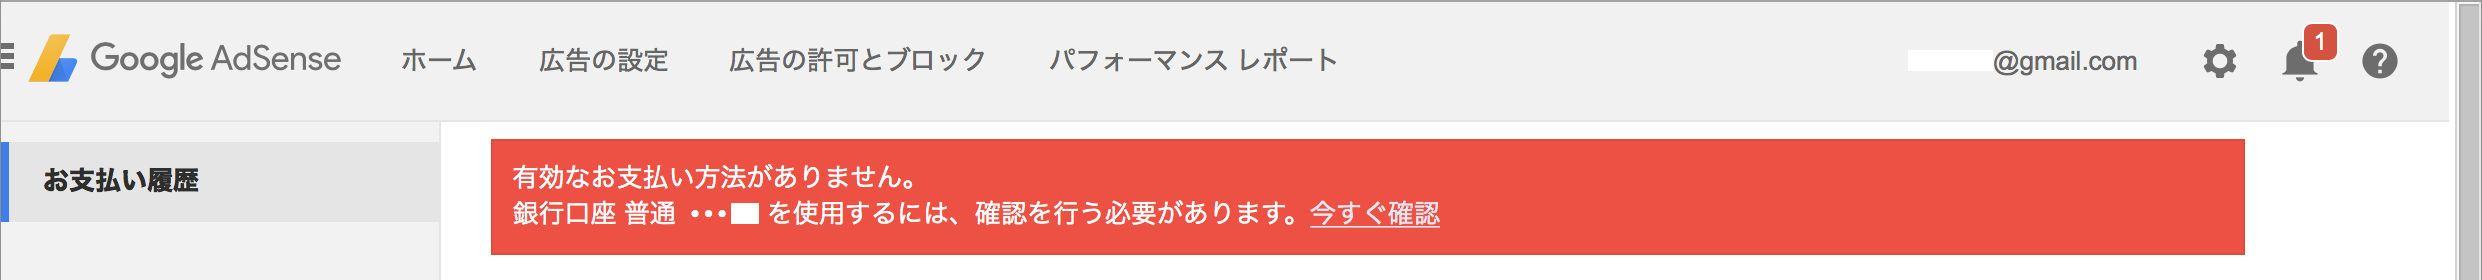 Google AdSense ホーム 広告の設定 広告の許可とブロック パフォーマンス レポート @gmail.com 1 ?
お支払い履歴
有効なお支払い方法がありません。
銀行口座 普通 ••• を使用するには、確認を行う必要があります。今すぐ確認